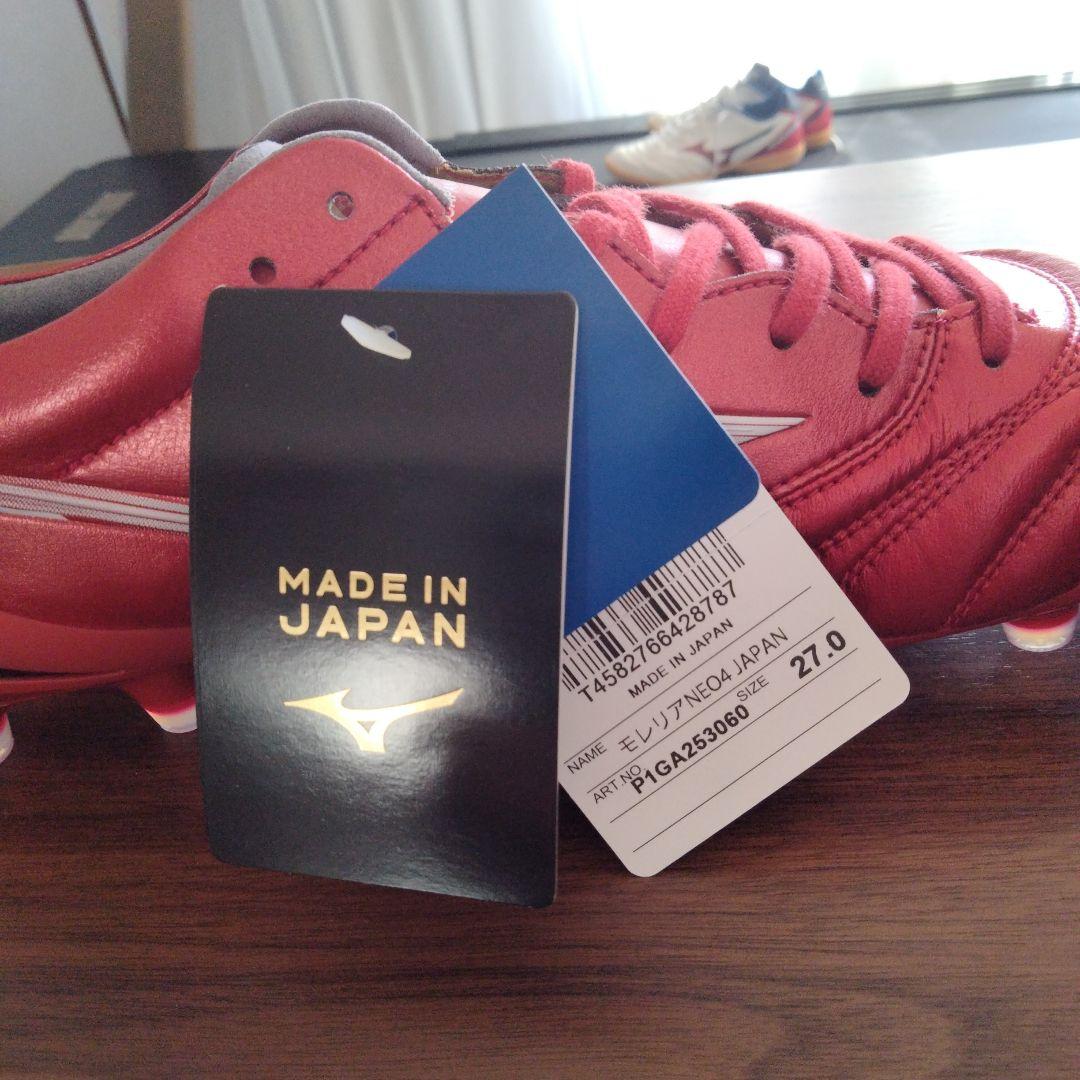 MADE IN
JAPAN
T4582766428787
MADE IN JAPAN
NAME モレリアNEO4 JAPAN
ART.NO P1GA253060 SIZE 27.0